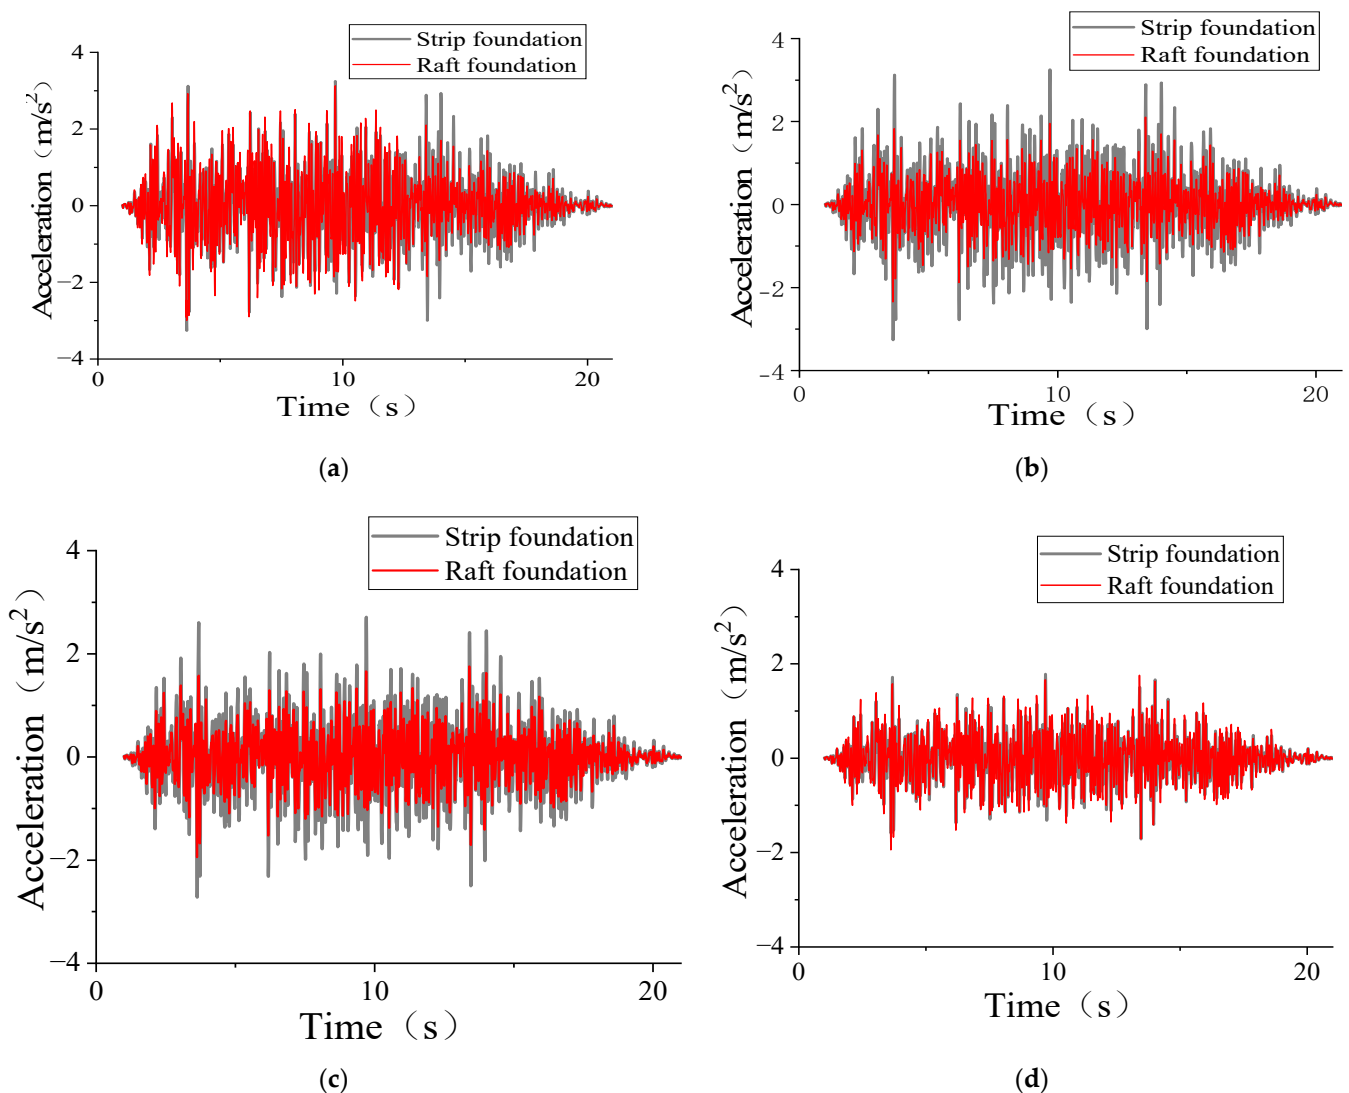 Strip foundation
Raft foundation
Acceleration（m/s²）
4
2
0
−2
−4
0
10
20
Time（s）
(a)
Strip foundation
Raft foundation
Acceleration（m/s²）
4
2
0
-2
-4
0
10
20
Time（s）
(b)
Strip foundation
Raft foundation
Acceleration（m/s²）
4
2
0
−2
−4
0
10
20
Time（s）
(c)
Strip foundation
Raft foundation
Acceleration（m/s²）
4
2
0
−2
−4
0
10
20
Time（s）
(d)